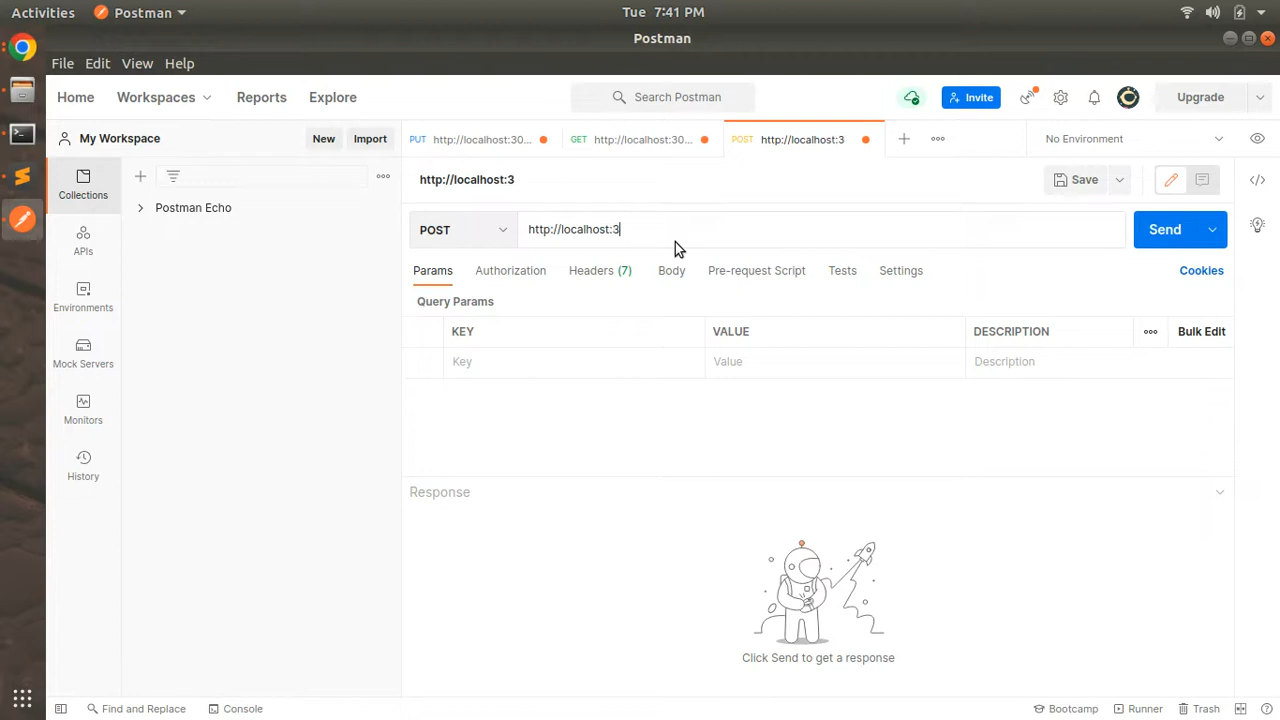 Activities Postman Tue 7:41 PM
Postman
File Edit View Help
Home Workspaces Reports Explore Search Postman Invite Upgrade
My Workspace New Import PUT http://localhost:30... GET http://localhost:30... POST http://localhost:3 No Environment
Collections
Postman Echo
APIs
Environments
Mock Servers
Monitors
History
http://localhost:3 Save
POST http://localhost:3 Send
Params Authorization Headers (7) Body Pre-request Script Tests Settings Cookies
Query Params
KEY VALUE DESCRIPTION Bulk Edit
Key Value Description
Response
Click Send to get a response
Find and Replace Console Bootcamp Runner Trash